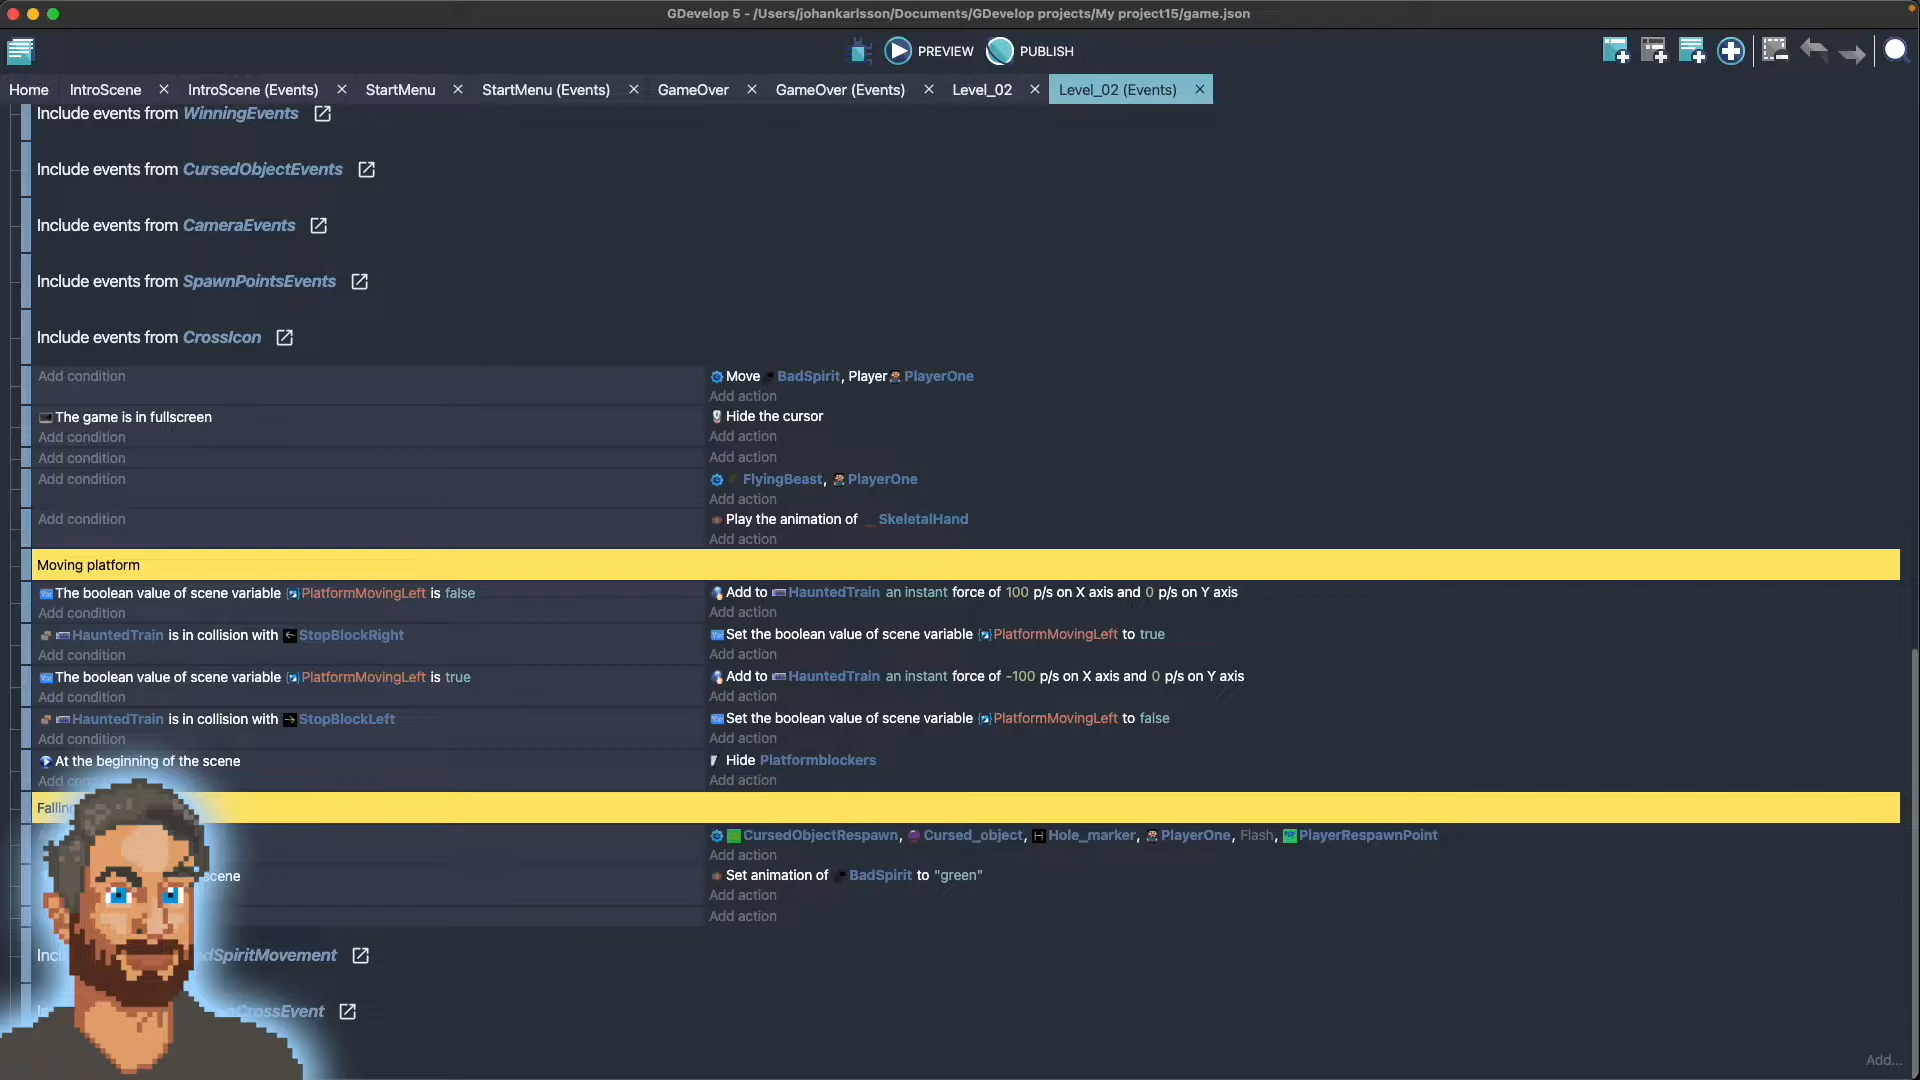 GDevelop 5 - /Users/johankarlsson/Documents/GDevelop projects/My project15/game.json
PREVIEW PUBLISH
Home IntroScene × IntroScene (Events) × StartMenu × StartMenu (Events) × GameOver × GameOver (Events) × Level_02 × Level_02 (Events) ×
Include events from WinningEvents
Include events from CursedObjectEvents
Include events from CameraEvents
Include events from SpawnPointsEvents
Include events from CrossIcon
Add condition Move BadSpirit, Player PlayerOne
Add action
The game is in fullscreen Hide the cursor
Add condition Add action
Add condition Add action
Add condition FlyingBeast, PlayerOne
Add action
Add condition Play the animation of SkeletalHand
Add action
Moving platform
The boolean value of scene variable PlatformMovingLeft is false Add to HauntedTrain an instant force of 100 p/s on X axis and 0 p/s on Y axis
Add condition Add action
HauntedTrain is in collision with StopBlockRight Set the boolean value of scene variable PlatformMovingLeft to true
Add condition Add action
The boolean value of scene variable PlatformMovingLeft is true Add to HauntedTrain an instant force of -100 p/s on X axis and 0 p/s on Y axis
Add condition Add action
HauntedTrain is in collision with StopBlockLeft Set the boolean value of scene variable PlatformMovingLeft to false
Add condition Add action
At the beginning of the scene Hide Platformblockers
Add Add action
Falling
CursedObjectRespawn, Cursed_object, Hole_marker, PlayerOne, Flash, PlayerRespawnPoint
Add action
scene Set animation of BadSpirit to "green"
Add action
Add action
SpiritMovement
CrossEvent
Add...